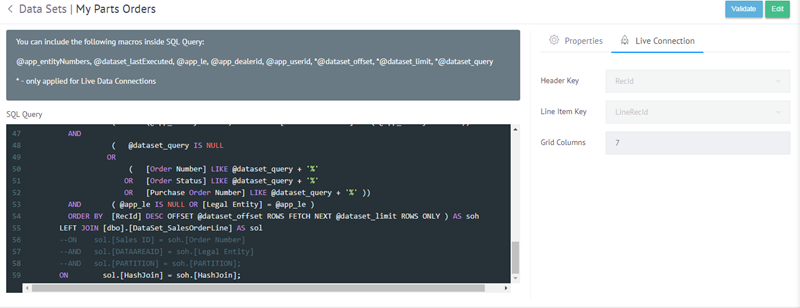 < Data Sets | My Parts Orders
Validate
Edit
You can include the following macros inside SQL Query:
@app_entityNumbers, @dataset_lastExecuted, @app_le, @app_dealerid, @app_userid, *@dataset_offset, *@dataset_limit, *@dataset_query
* - only applied for Live Data Connections
SQL Query
47 AND
48 ( @dataset_query IS NULL
49 OR
50 ( [Order Number] LIKE @dataset_query + '%'
51 OR [Order Status] LIKE @dataset_query + '%'
52 OR [Purchase Order Number] LIKE @dataset_query + '%' ))
53 AND ( @app_le IS NULL OR [Legal Entity] = @app_le )
54 ORDER BY [RecId] DESC OFFSET @dataset_offset ROWS FETCH NEXT @dataset_limit ROWS ONLY ) AS soh
55 LEFT JOIN [dbo].[DataSet_SalesOrderLine] AS sol
56 --ON sol.[Sales ID] = soh.[Order Number]
57 --AND sol.[DATAAREAID] = soh.[Legal Entity]
58 --AND sol.[PARTITION] = soh.[PARTITION];
59 ON sol.[HashJoin] = soh.[HashJoin];
Properties
Live Connection
Header Key
RecId
Line Item Key
LineRecId
Grid Columns
7